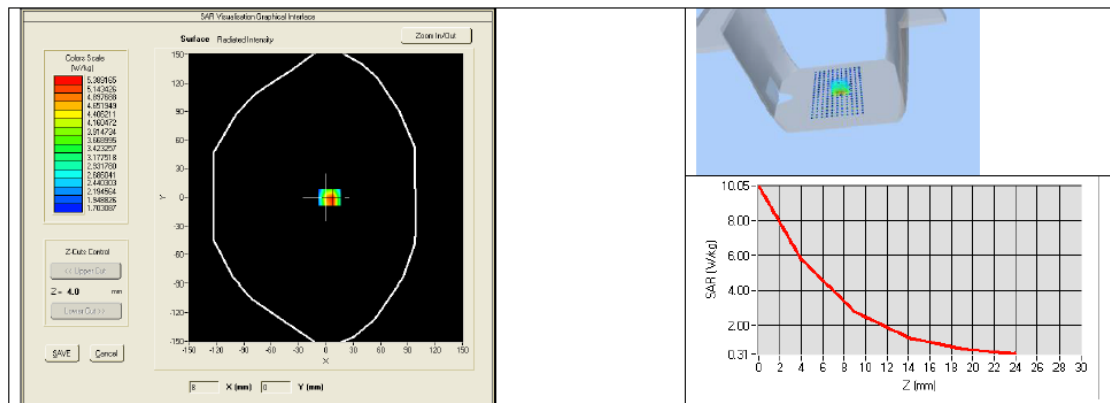 SAR Visualisation Graphical Interface
Surface Radiated Intensity
Zoom In/Out
Colors Scale
(W/kg)
5.389165
5.143426
4.897688
4.651949
4.406211
4.160472
3.914734
3.668995
3.423257
3.177518
2.931780
2.686041
2.440303
2.194564
1.948826
1.703087
150
120
90
60
30
Y
0
-30
-60
-90
-120
-150
-150 -120 -90 -60 -30 0 30 60 90 120 150
X
Z-Cuts Control
<< Upper Cut
Z = 4.0 mm
Lower Cut >>
SAVE Cancel
8 X (mm) 0 Y (mm)
10.05
8.00
6.00
SAR (W/kg)
4.00
2.00
0.31
0 2 4 6 8 10 12 14 16 18 20 22 24 26 28 30
Z (mm)